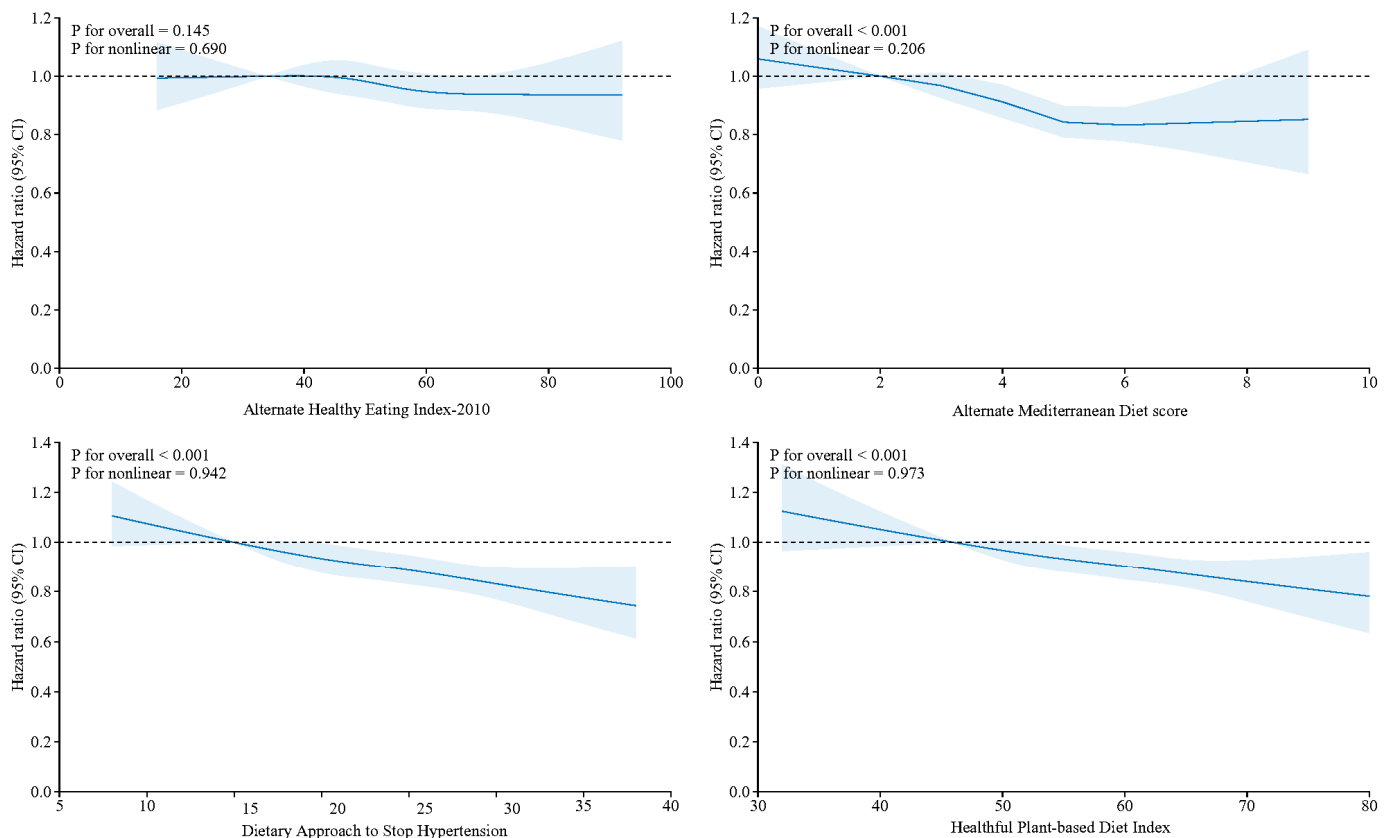 P for overall = 0.145
P for nonlinear = 0.690
Hazard ratio (95% CI)
1.2
1.0
0.8
0.6
0.4
0.2
0.0
0 20 40 60 80 100
Alternate Healthy Eating Index-2010
P for overall < 0.001
P for nonlinear = 0.206
Hazard ratio (95% CI)
1.2
1.0
0.8
0.6
0.4
0.2
0.0
0 2 4 6 8 10
Alternate Mediterranean Diet score
P for overall < 0.001
P for nonlinear = 0.942
Hazard ratio (95% CI)
1.4
1.2
1.0
0.8
0.6
0.4
0.2
0.0
5 10 15 20 25 30 35 40
Dietary Approach to Stop Hypertension
P for overall < 0.001
P for nonlinear = 0.973
Hazard ratio (95% CI)
1.4
1.2
1.0
0.8
0.6
0.4
0.2
0.0
30 40 50 60 70 80
Healthful Plant-based Diet Index